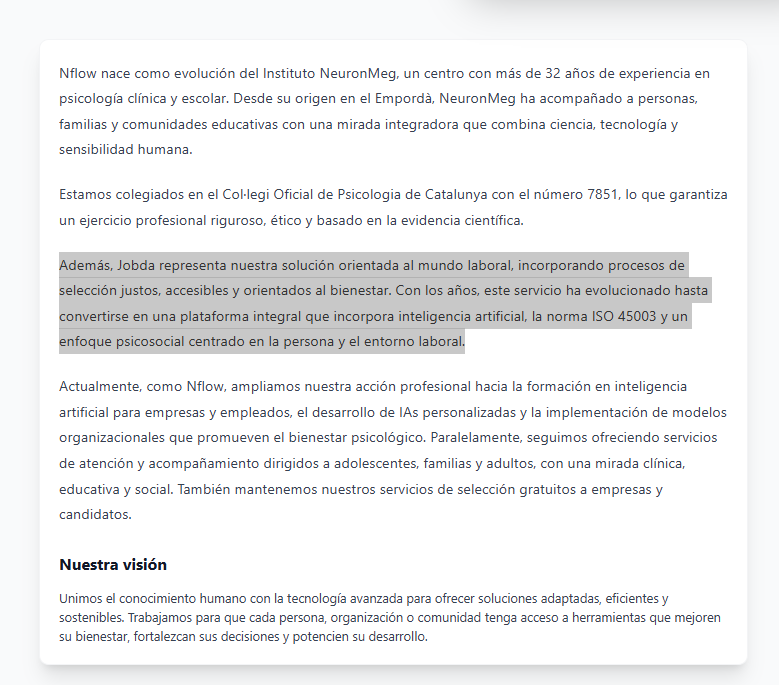 Nflow nace como evolución del Instituto NeuronMeg, un centro con más de 32 años de experiencia en
psicología clínica y escolar. Desde su origen en el Empordà, NeuronMeg ha acompañado a personas,
familias y comunidades educativas con una mirada integradora que combina ciencia, tecnología y
sensibilidad humana.
Estamos colegiados en el Col·legi Oficial de Psicologia de Catalunya con el número 7851, lo que garantiza
un ejercicio profesional riguroso, ético y basado en la evidencia científica.
Además, Jobda representa nuestra solución orientada al mundo laboral, incorporando procesos de
selección justos, accesibles y orientados al bienestar. Con los años, este servicio ha evolucionado hasta
convertirse en una plataforma integral que incorpora inteligencia artificial, la norma ISO 45003 y un
enfoque psicosocial centrado en la persona y el entorno laboral.
Actualmente, como Nflow, ampliamos nuestra acción profesional hacia la formación en inteligencia
artificial para empresas y empleados, el desarrollo de IAs personalizadas y la implementación de modelos
organizacionales que promueven el bienestar psicológico. Paralelamente, seguimos ofreciendo servicios
de atención y acompañamiento dirigidos a adolescentes, familias y adultos, con una mirada clínica,
educativa y social. También mantenemos nuestros servicios de selección gratuitos a empresas y
candidatos.
Nuestra visión
Unimos el conocimiento humano con la tecnología avanzada para ofrecer soluciones adaptadas, eficientes y
sostenibles. Trabajamos para que cada persona, organización o comunidad tenga acceso a herramientas que mejoren
su bienestar, fortalezcan sus decisiones y potencien su desarrollo.